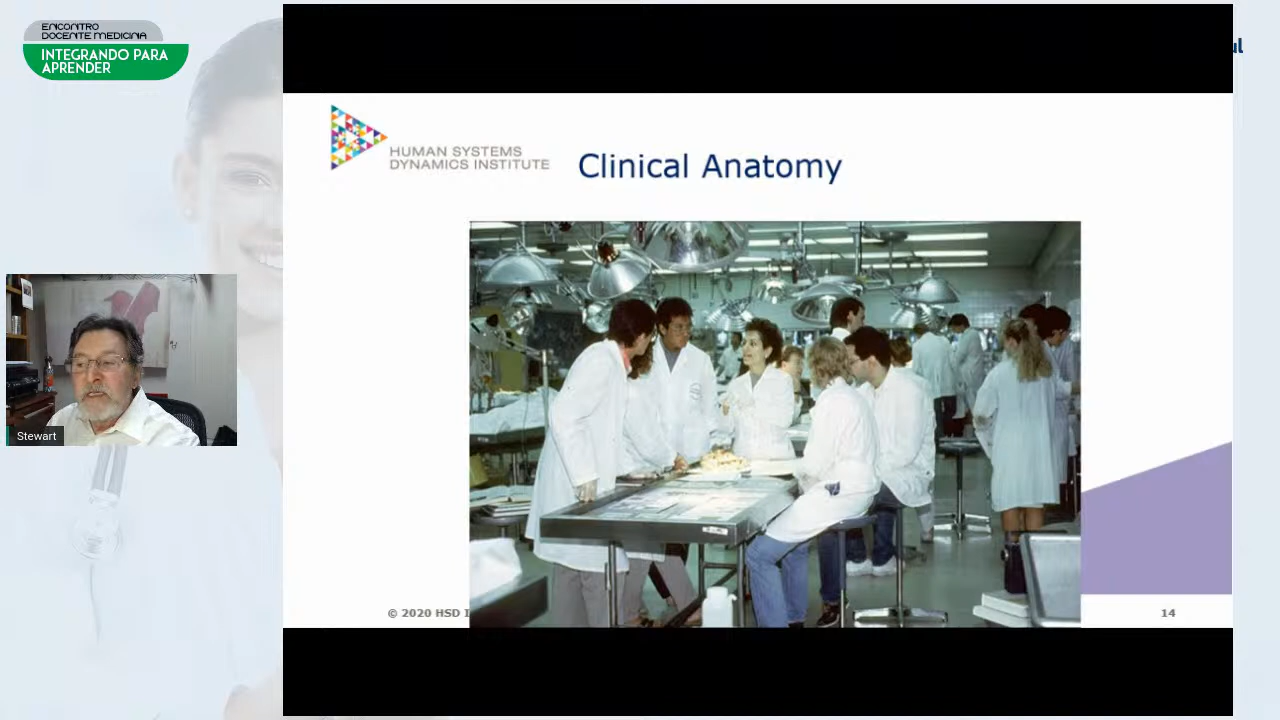 ENCONTRO
DOCENTE MEDICINA
INTEGRANDO PARA
APRENDER
HUMAN SYSTEMS
DYNAMICS INSTITUTE
Clinical Anatomy
Stewart
© 2020 HSD
14